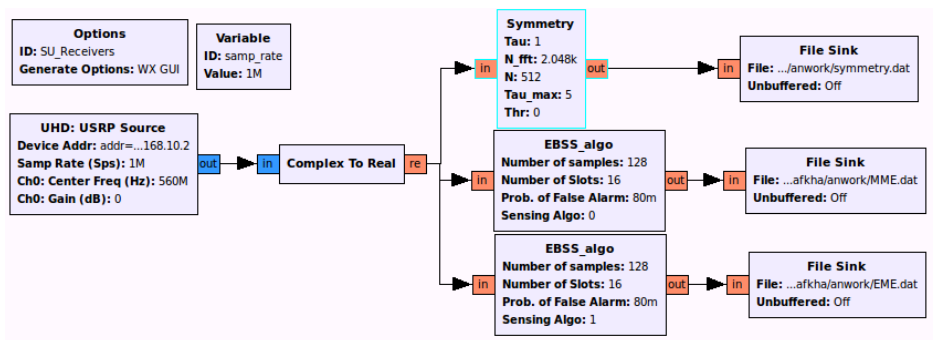 Options
ID: SU_Receivers
Generate Options: WX GUI
Variable
ID: samp_rate
Value: 1M
UHD: USRP Source
Device Addr: addr=...168.10.2
Samp Rate (Sps): 1M
Ch0: Center Freq (Hz): 560M
Ch0: Gain (dB): 0
out
in
Complex To Real
re
in
Symmetry
Tau: 1
N_fft: 2.048k
N: 512
Tau_max: 5
Thr: 0
out
in
File Sink
File: .../anwork/symmetry.dat
Unbuffered: Off
in
EBSS_algo
Number of samples: 128
Number of Slots: 16
Prob. of False Alarm: 80m
Sensing Algo: 0
out
in
File Sink
File: ...afkha/anwork/MME.dat
Unbuffered: Off
in
EBSS_algo
Number of samples: 128
Number of Slots: 16
Prob. of False Alarm: 80m
Sensing Algo: 1
out
in
File Sink
File: ...afkha/anwork/EME.dat
Unbuffered: Off